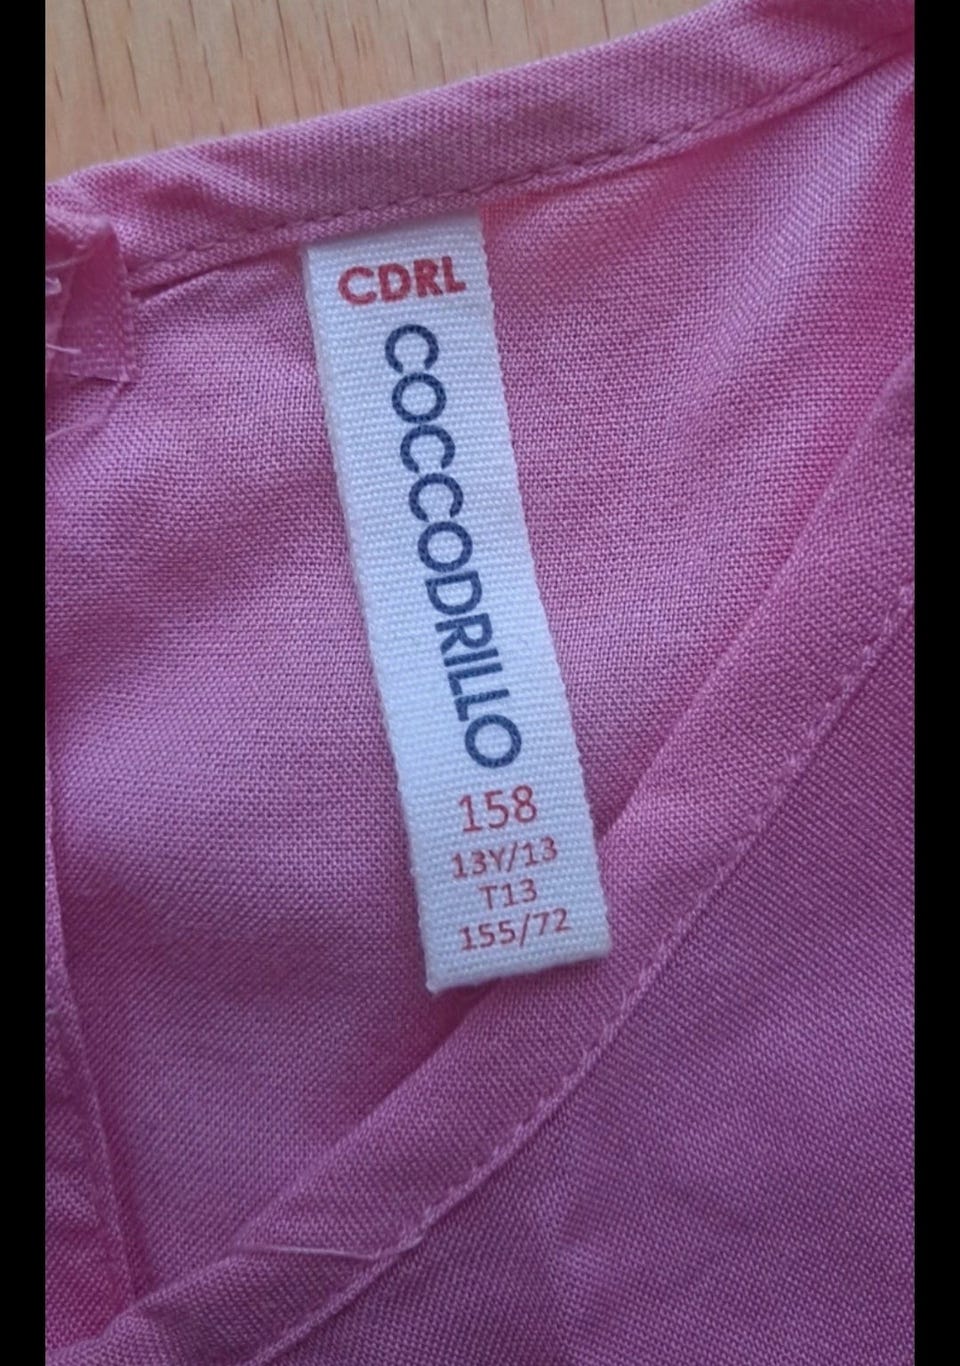 CDRL
COCCODRILLO
158
13Y/13
T13
155/72